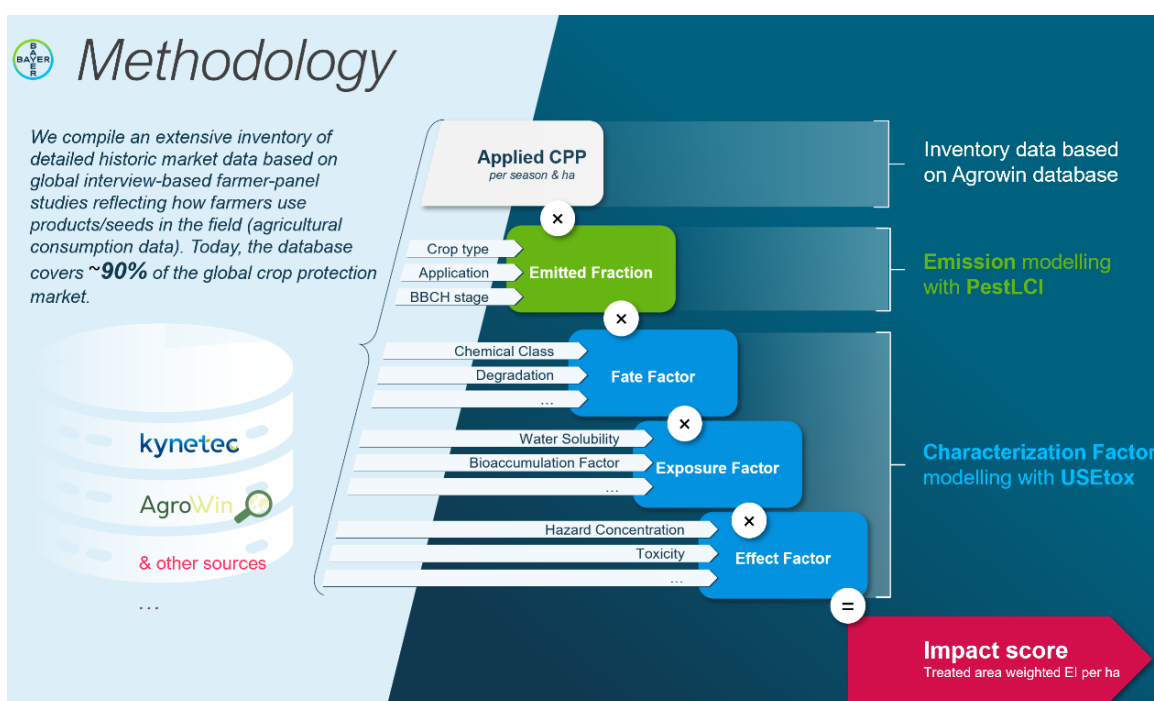 BAYER
BAYER
Methodology
We compile an extensive inventory of
detailed historic market data based on
global interview-based farmer-panel
studies reflecting how farmers use
products/seeds in the field (agricultural
consumption data). Today, the database
covers ~90% of the global crop protection
market.
kynetec
AgroWin
& other sources
...
Applied CPP
per season & ha
×
Crop type
Application
BBCH stage
Emitted Fraction
×
Chemical Class
Degradation
...
Fate Factor
×
Water Solubility
Bioaccumulation Factor
...
Exposure Factor
×
Hazard Concentration
Toxicity
...
Effect Factor
=
Inventory data based
on Agrowin database
Emission modelling
with PestLCI
Characterization Factor
modelling with USEtox
Impact score
Treated area weighted EI per ha